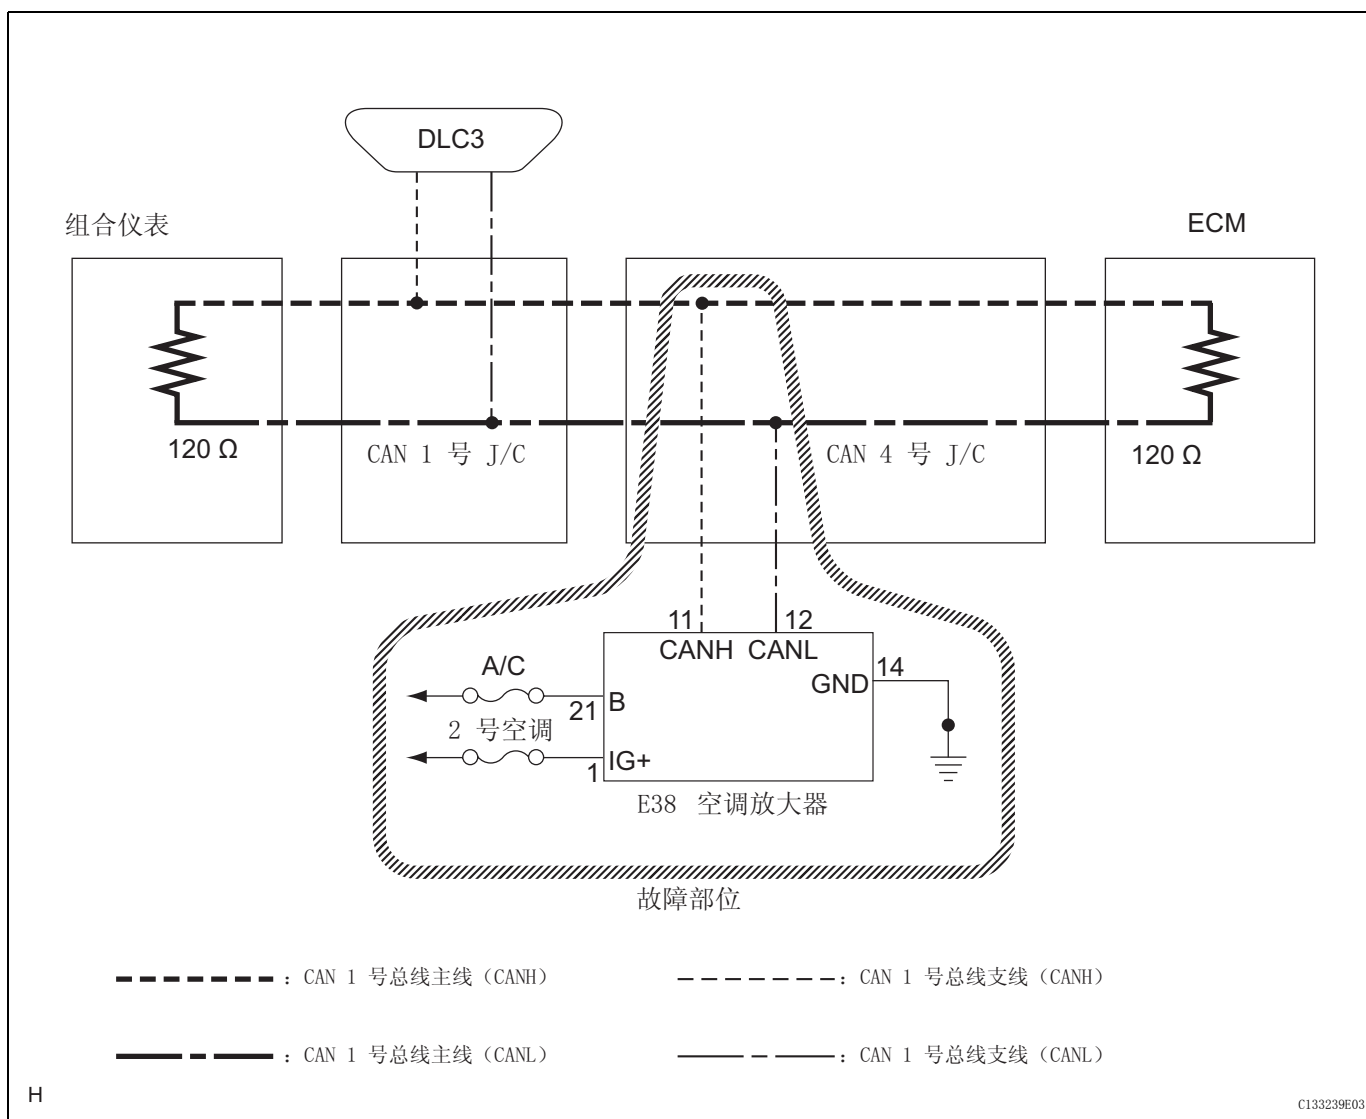 DLC3
组合仪表
ECM
120 Ω
CAN 1 号 J/C
CAN 4 号 J/C
120 Ω
11
12
CANH
CANL
14
GND
A/C
21
B
2 号空调
1
IG+
E38 空调放大器
故障部位
：CAN 1 号总线主线（CANH）
：CAN 1 号总线支线（CANH）
：CAN 1 号总线主线（CANL）
：CAN 1 号总线支线（CANL）
H
C133239E03